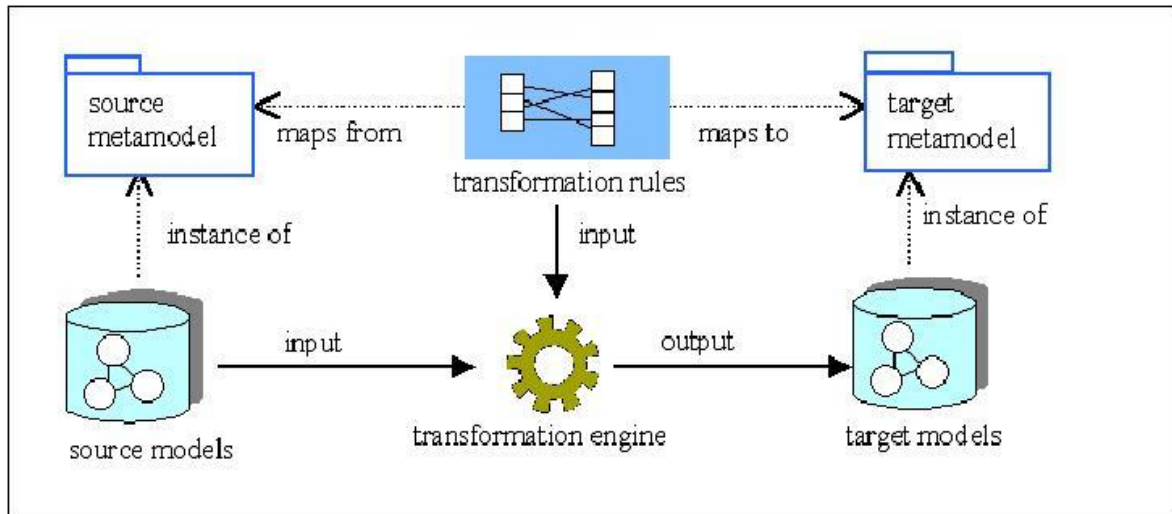 source
metamodel
maps from
transformation rules
maps to
target
metamodel
instance of
input
instance of
input
output
source models
transformation engine
target models